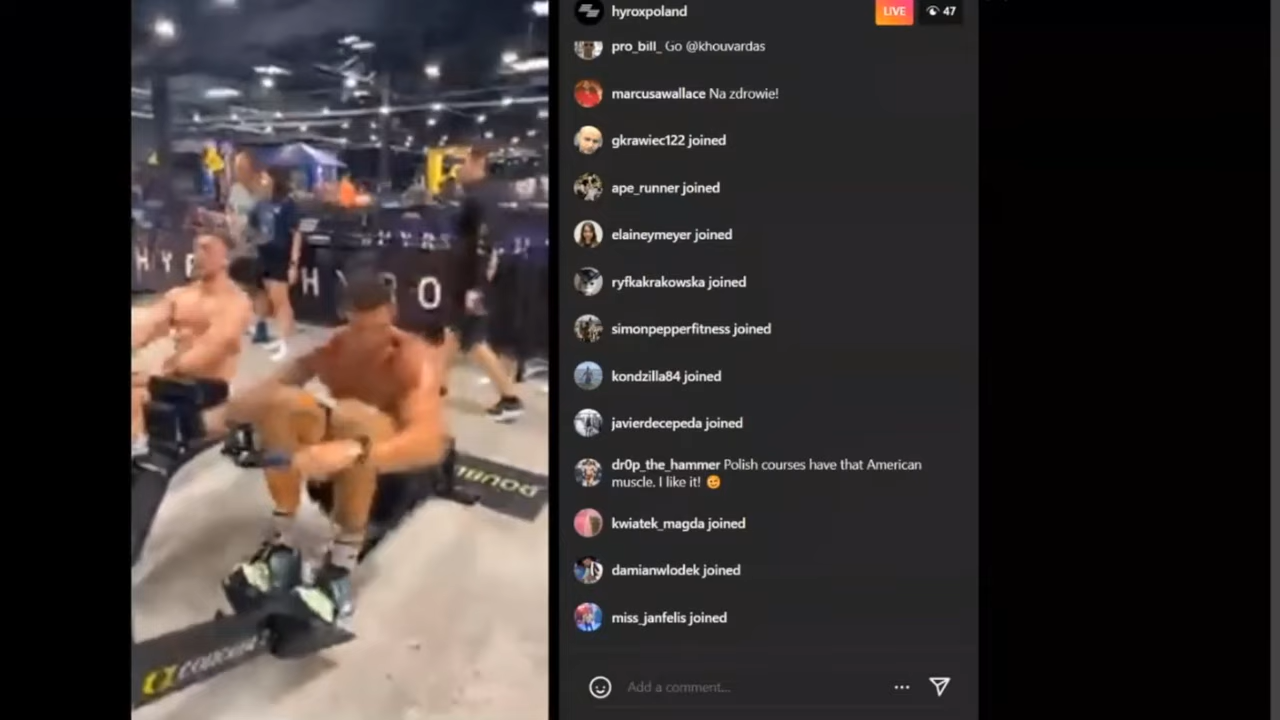 hyroxpoland
LIVE
47
pro_bill_ Go @khouvardas
marcusawallace Na zdrowie!
gkrawiec122 joined
ape_runner joined
elaineymeyer joined
ryfkakrakowska joined
simonpepperfitness joined
kondzilla84 joined
javierdecepeda joined
dr0p_the_hammer Polish courses have that American
muscle. I like it!
kwiatek_magda joined
damianwlodek joined
miss_janfelis joined
Add a comment...